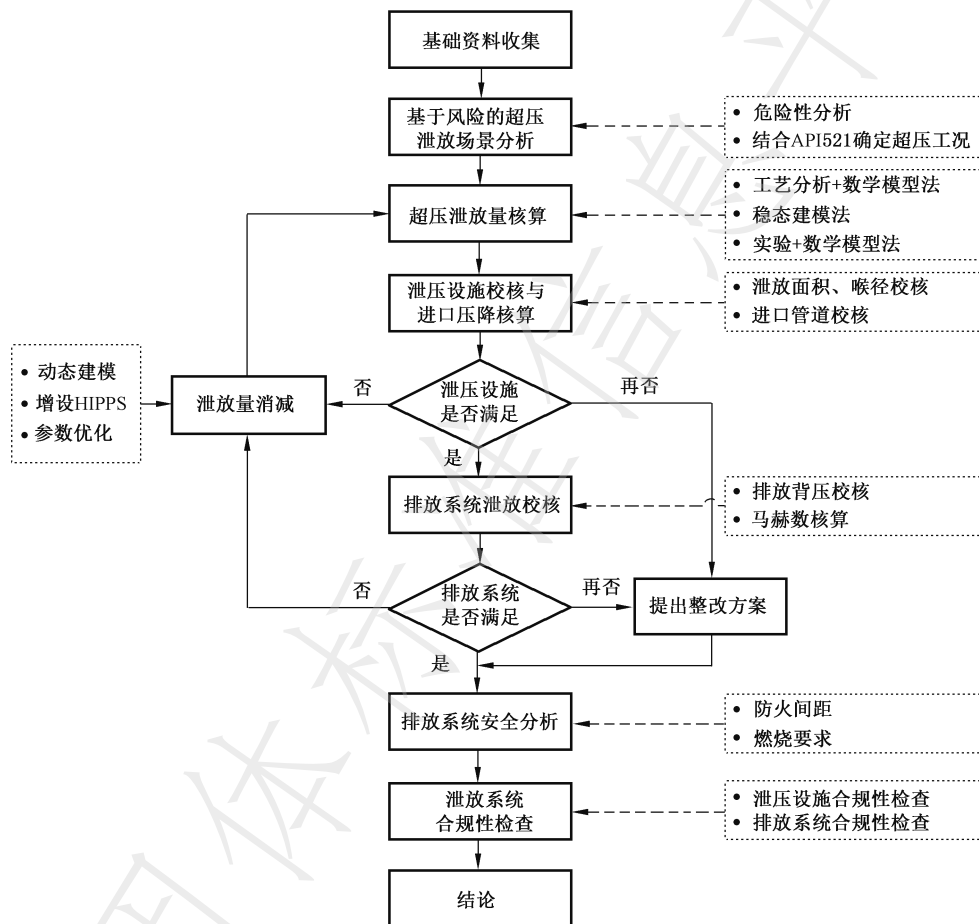 基础资料收集
基于风险的超压
泄放场景分析
• 危险性分析
• 结合API521确定超压工况
超压泄放量核算
• 工艺分析+数学模型法
• 稳态建模法
• 实验+数学模型法
泄压设施校核与
进口压降核算
• 泄放面积、喉径校核
• 进口管道校核
• 动态建模
• 增设HIPPS
• 参数优化
泄放量消减
否
泄压设施
是否满足
再否
是
排放系统泄放校核
• 排放背压校核
• 马赫数核算
否
排放系统
是否满足
再否
提出整改方案
是
排放系统安全分析
• 防火间距
• 燃烧要求
泄放系统
合规性检查
• 泄压设施合规性检查
• 排放系统合规性检查
结论
体标准信息平